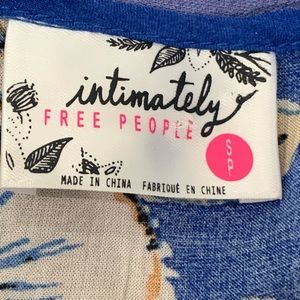 intimately
FREE PEOPLE
S
P
MADE IN CHINA FABRIQUÉ EN CHINE